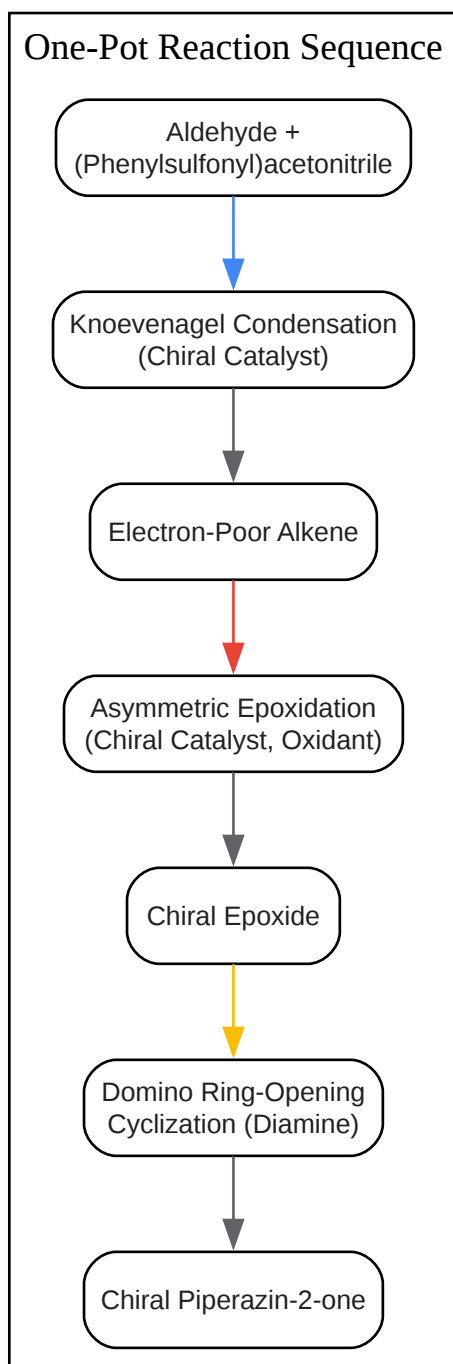 One-Pot Reaction Sequence
Aldehyde +
(Phenylsulfonyl)acetonitrile
Knoevenagel Condensation
(Chiral Catalyst)
Electron-Poor Alkene
Asymmetric Epoxidation
(Chiral Catalyst, Oxidant)
Chiral Epoxide
Domino Ring-Opening
Cyclization (Diamine)
Chiral Piperazin-2-one